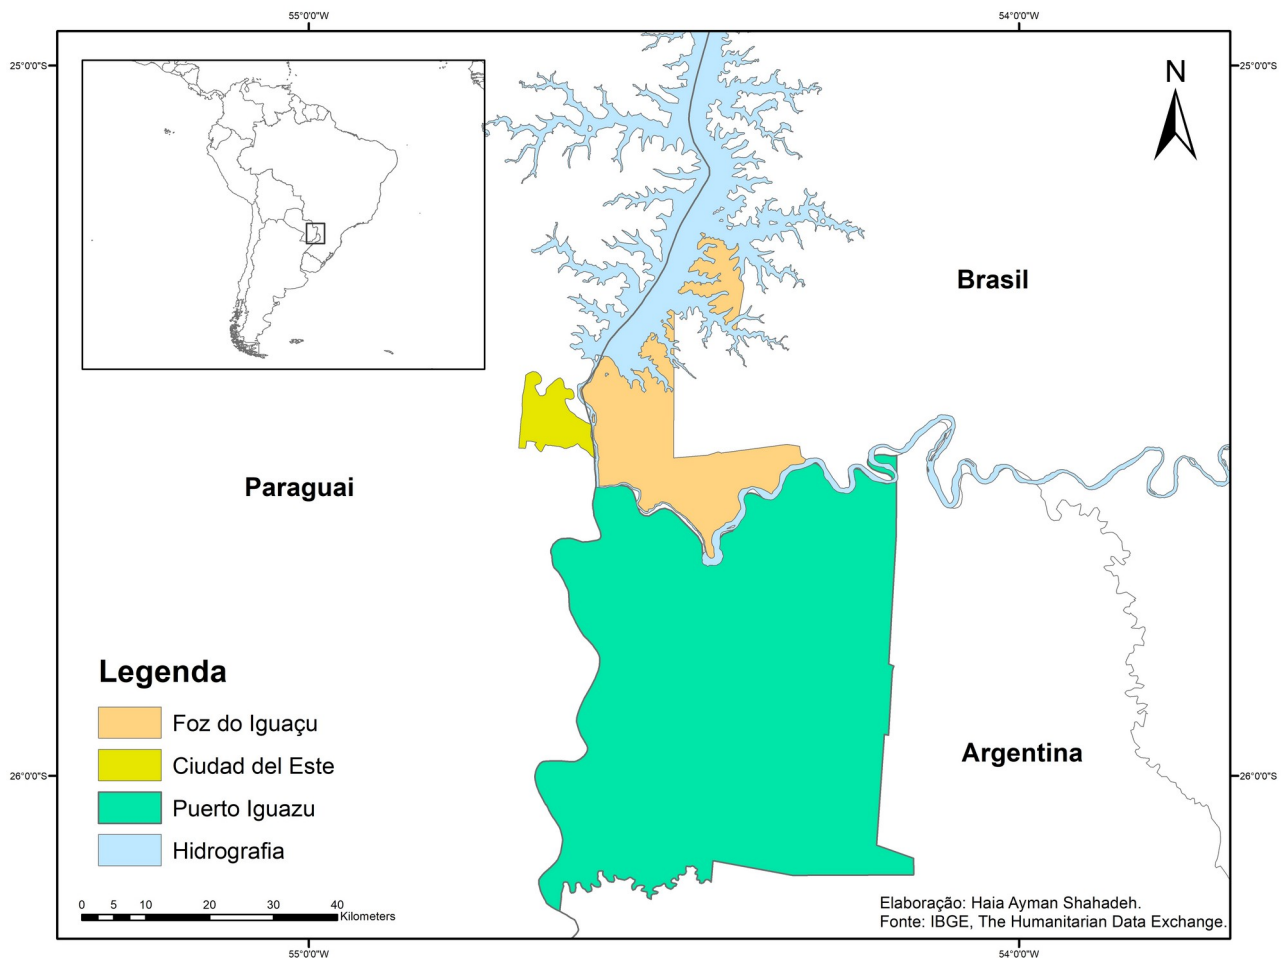 55°0'0"W
54°0'0"W
25°0'0"S
25°0'0"S
N
Brasil
Paraguai
Argentina
Legenda
Foz do Iguaçu
Ciudad del Este
Puerto Iguazu
Hidrografia
26°0'0"S
26°0'0"S
0 5 10 20 30 40
Kilometers
Elaboração: Haia Ayman Shahadeh.
Fonte: IBGE, The Humanitarian Data Exchange.
55°0'0"W
54°0'0"W